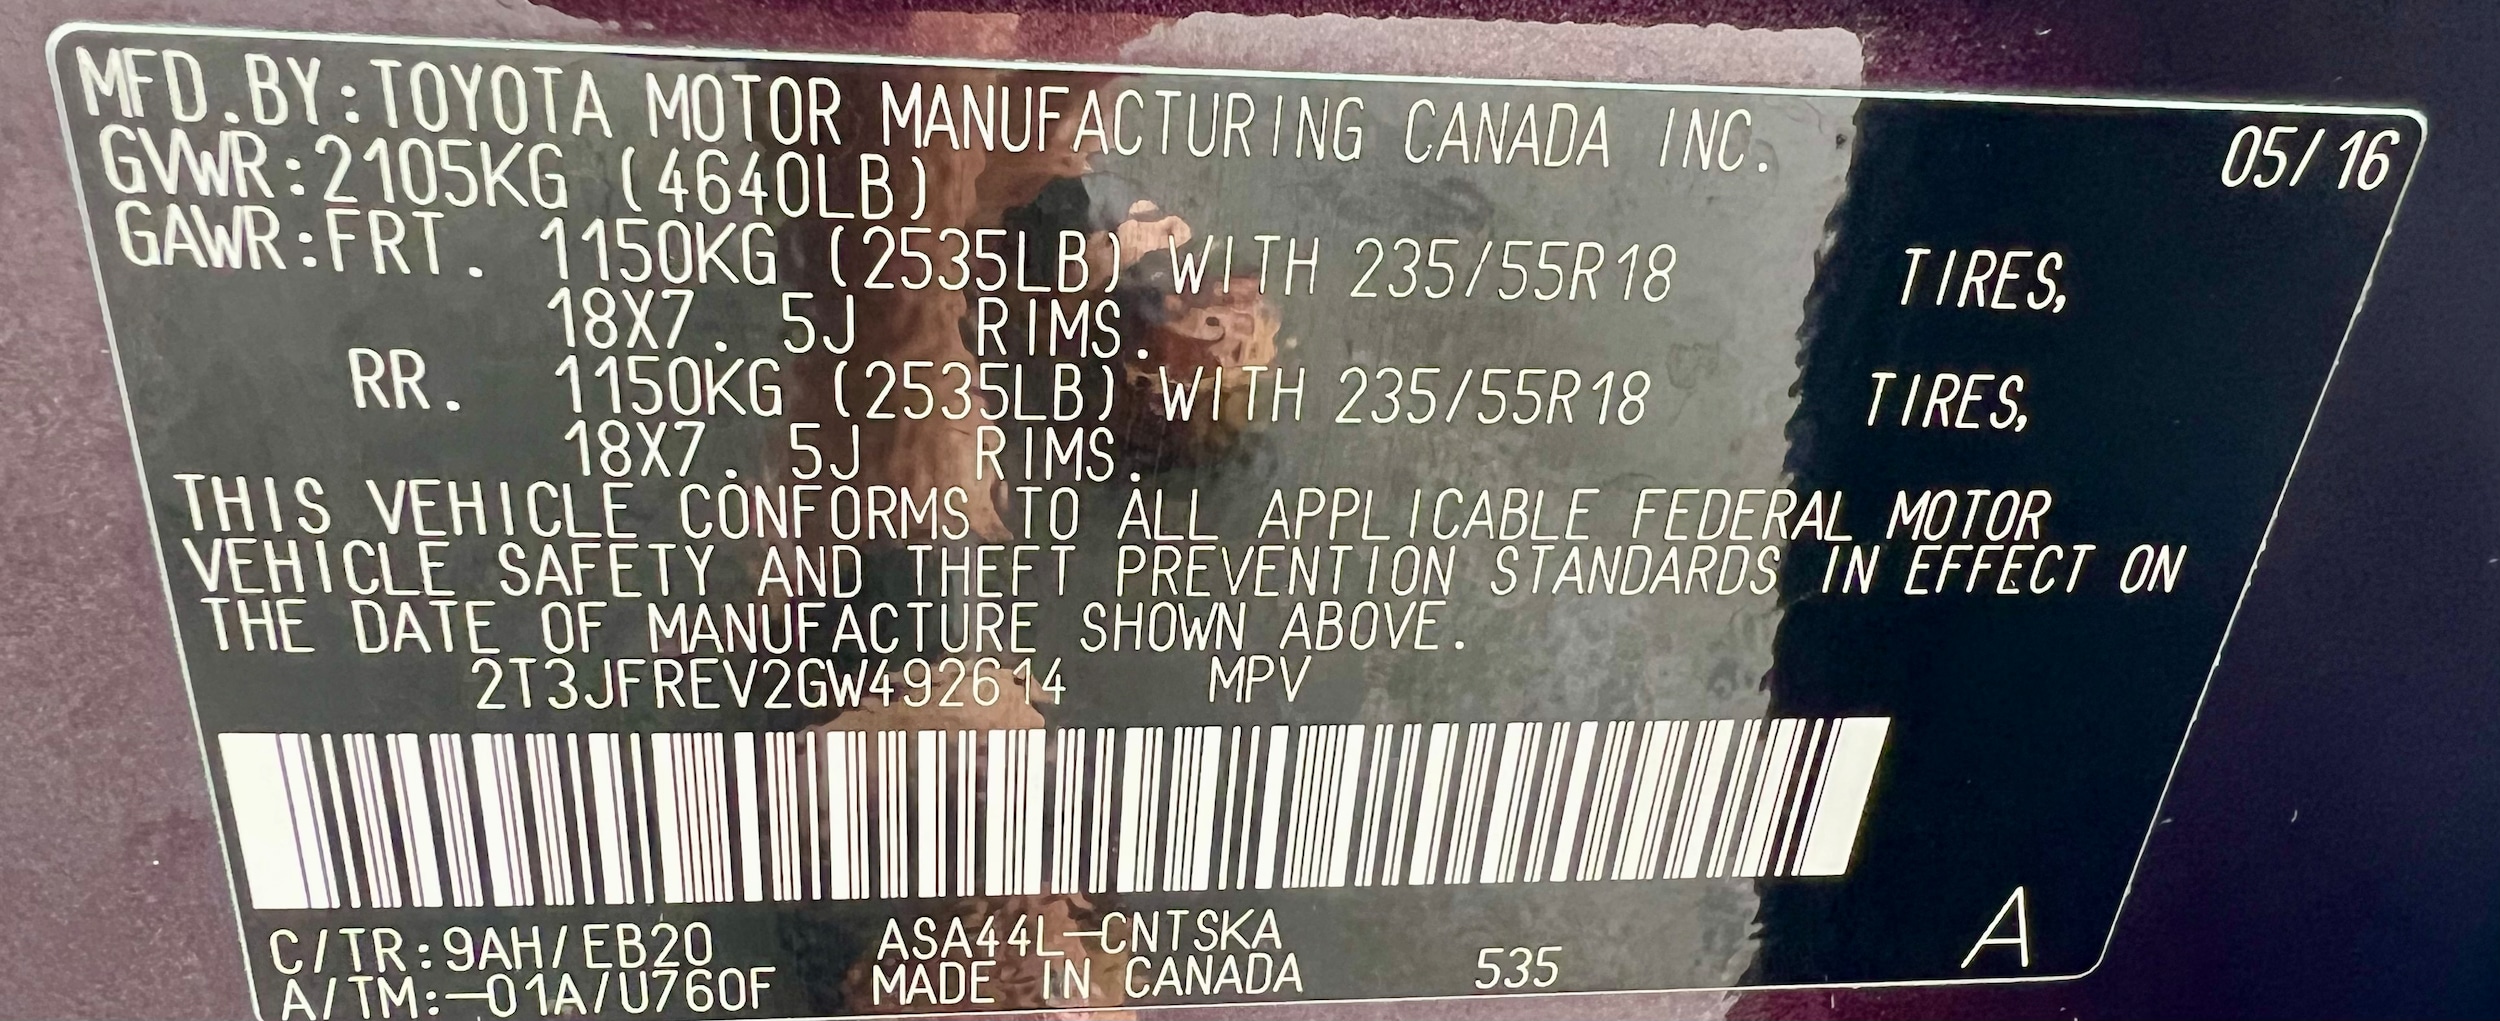 MFD.BY:TOYOTA MOTOR MANUFACTURING CANADA INC. 05/16
GVWR:2105KG (4640LB)
GAWR:FRT. 1150KG (2535LB) WITH 235/55R18 TIRES,
18X7. 5J RIMS.
RR. 1150KG (2535LB) WITH 235/55R18 TIRES,
18X7. 5J RIMS.
THIS VEHICLE CONFORMS TO ALL APPLICABLE FEDERAL MOTOR
VEHICLE SAFETY AND THEFT PREVENTION STANDARDS IN EFFECT ON
THE DATE OF MANUFACTURE SHOWN ABOVE.
2T3JFREV2GW492614 MPV
C/TR:9AH/EB20 ASA44L-CNTSKA
A/TM:-01A/U760F MADE IN CANADA 535 A